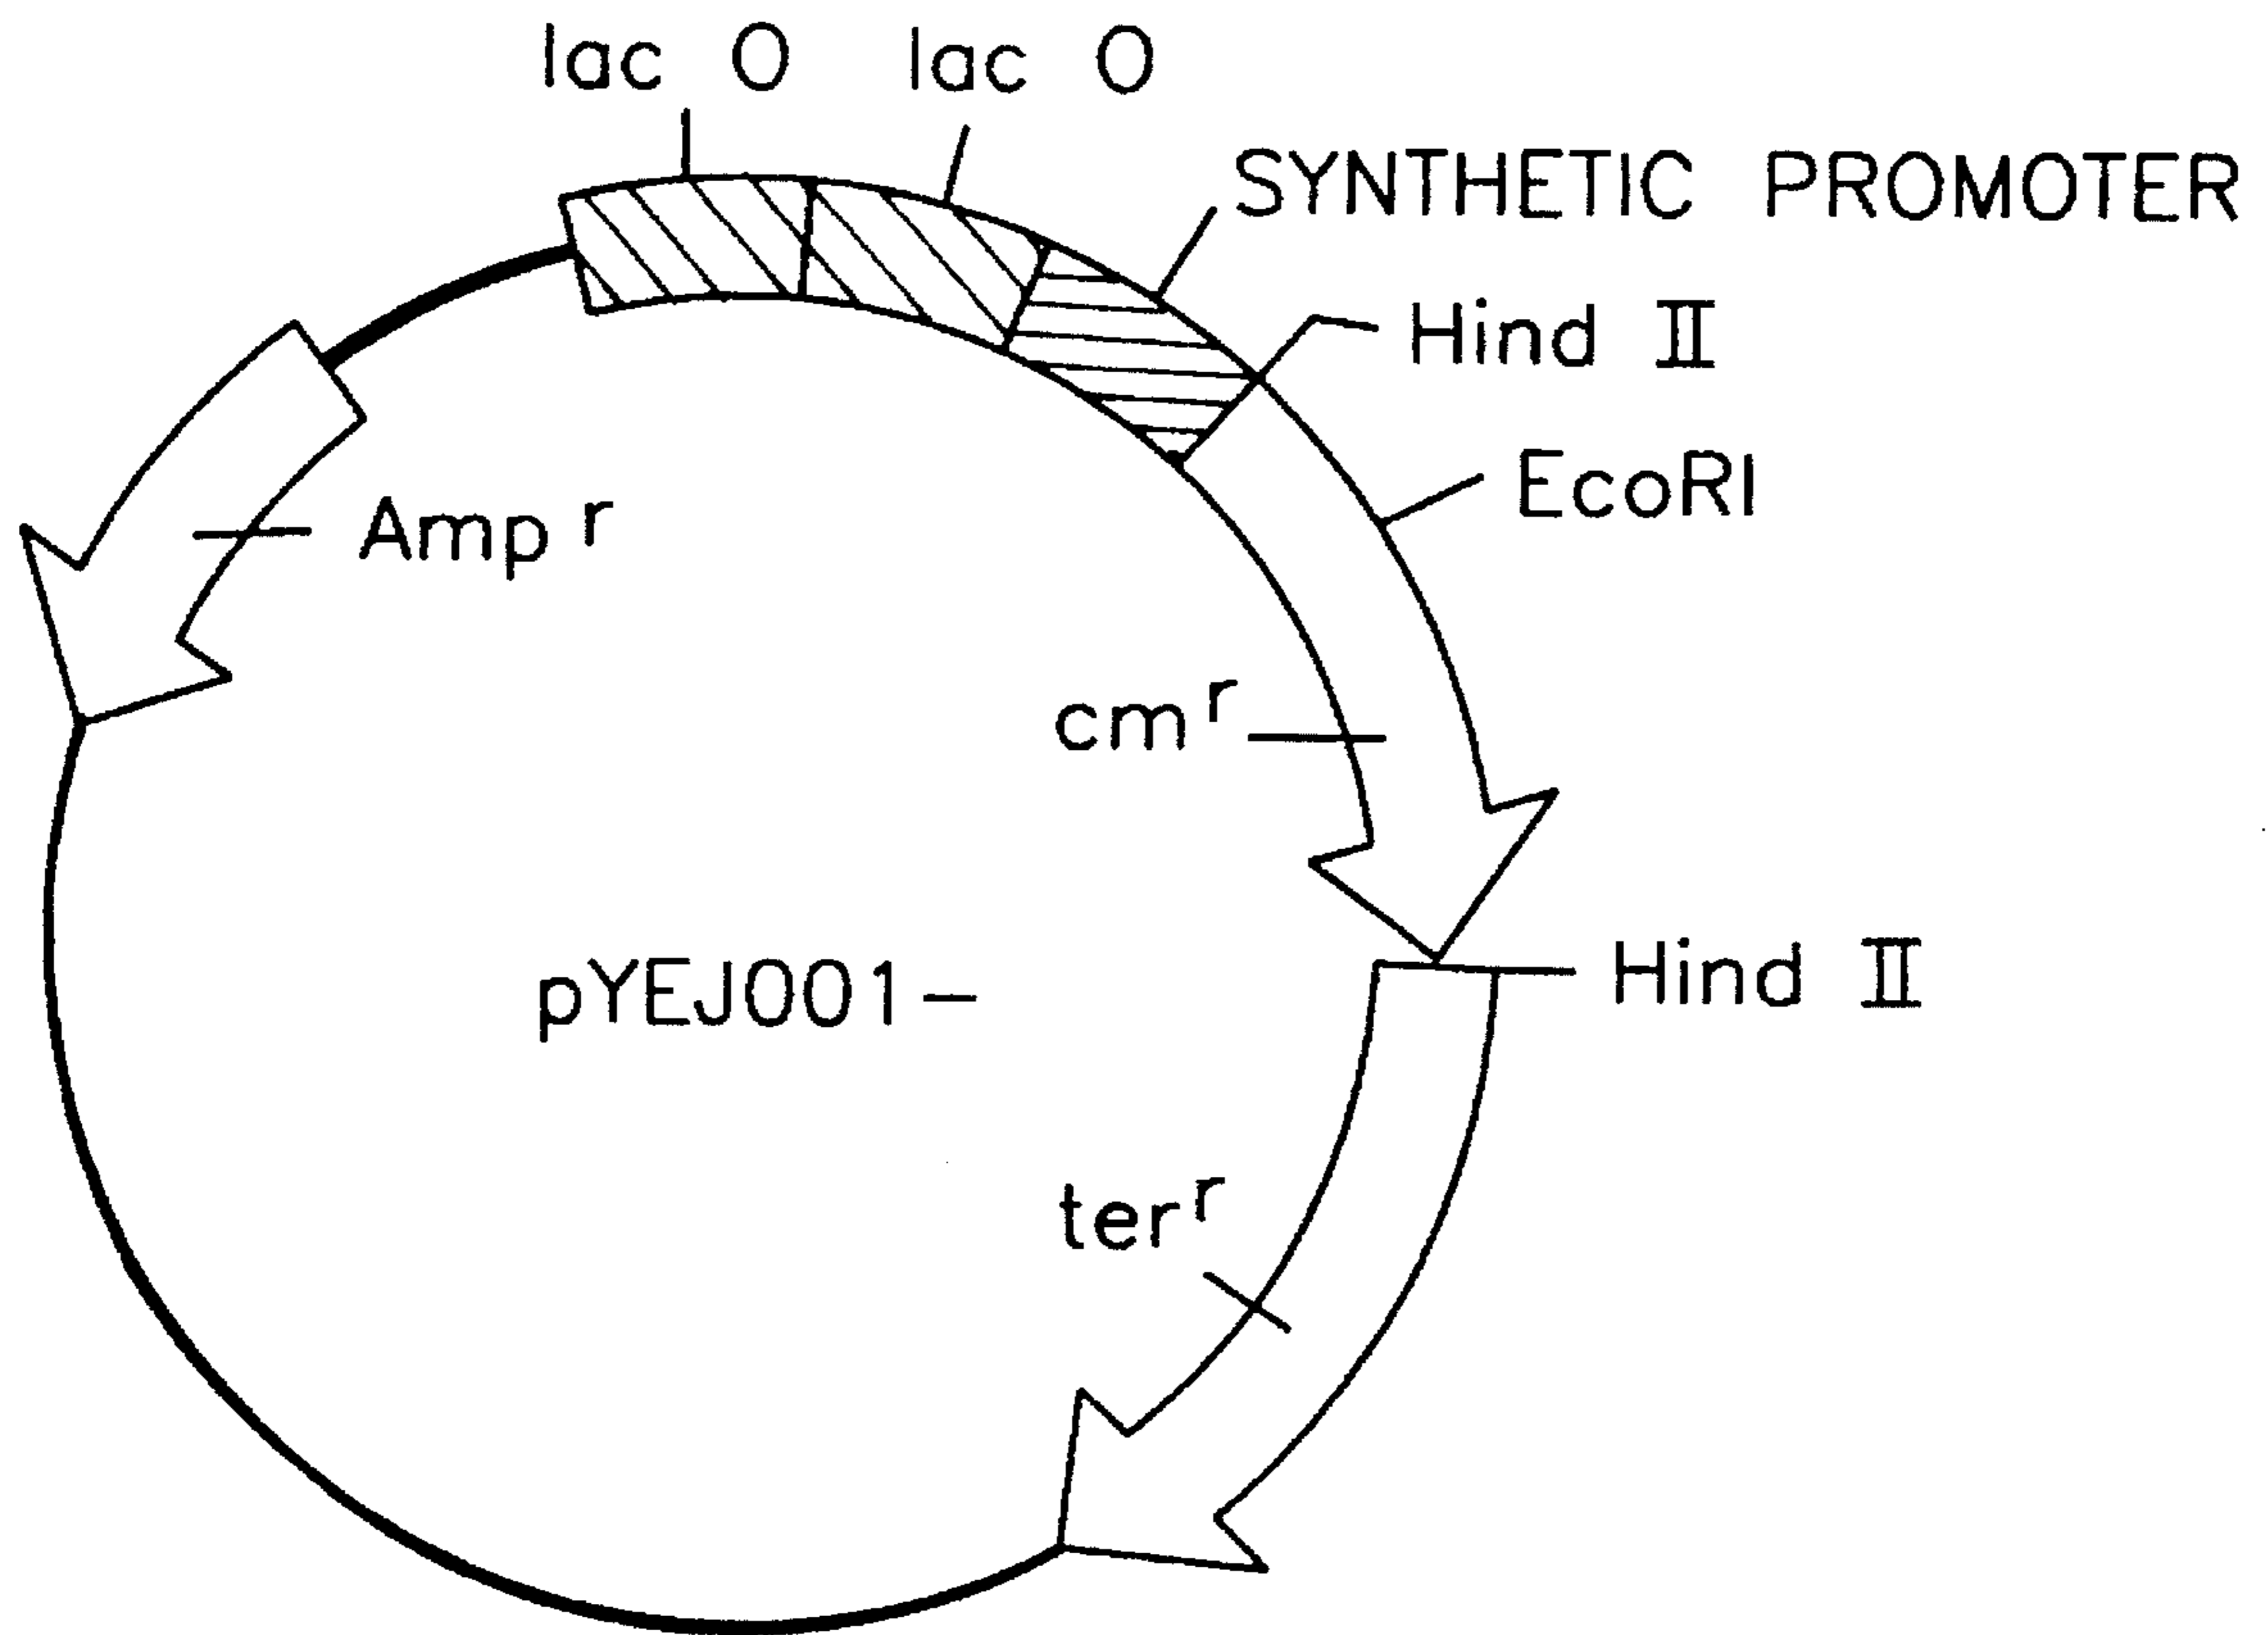 lac O lac O
SYNTHETIC PROMOTER
Hind II
EcoRI
Amp r
cm r
pYEJ001-
Hind II
ter r